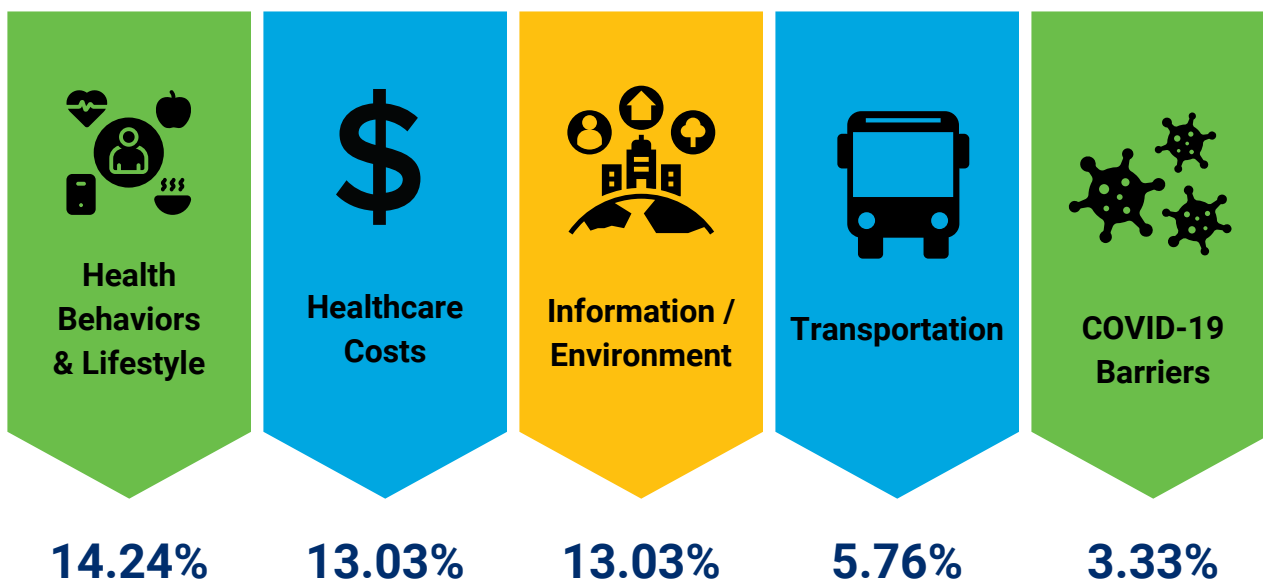 Health
Behaviors
& Lifestyle
14.24%
$
Healthcare
Costs
13.03%
Information /
Environment
13.03%
Transportation
5.76%
COVID-19
Barriers
3.33%